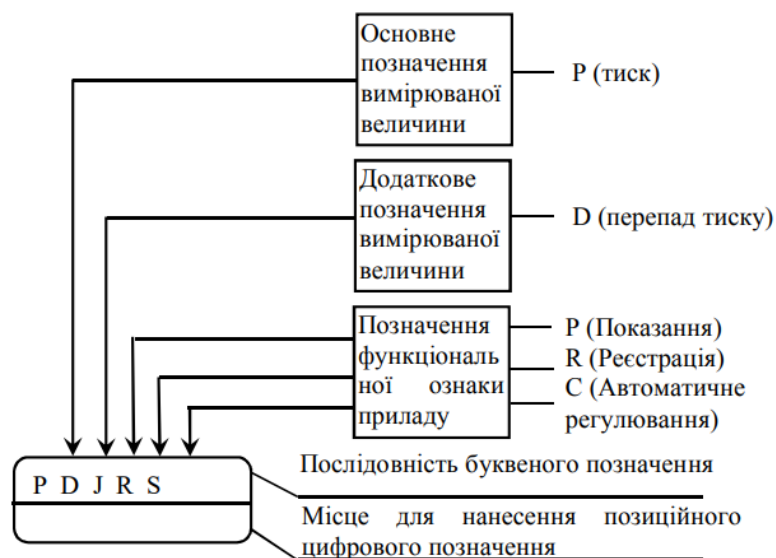 Основне
позначення
вимірюваної
величини
Р (тиск)
Додаткове
позначення
вимірюваної
величини
D (перепад тиску)
Позначення
функціональ
ної ознаки
приладу
Р (Показання)
R (Реєстрація)
С (Автоматичне
регулювання)
P D J R S
Послідовність буквеного позначення
Місце для нанесення позиційного
цифрового позначення